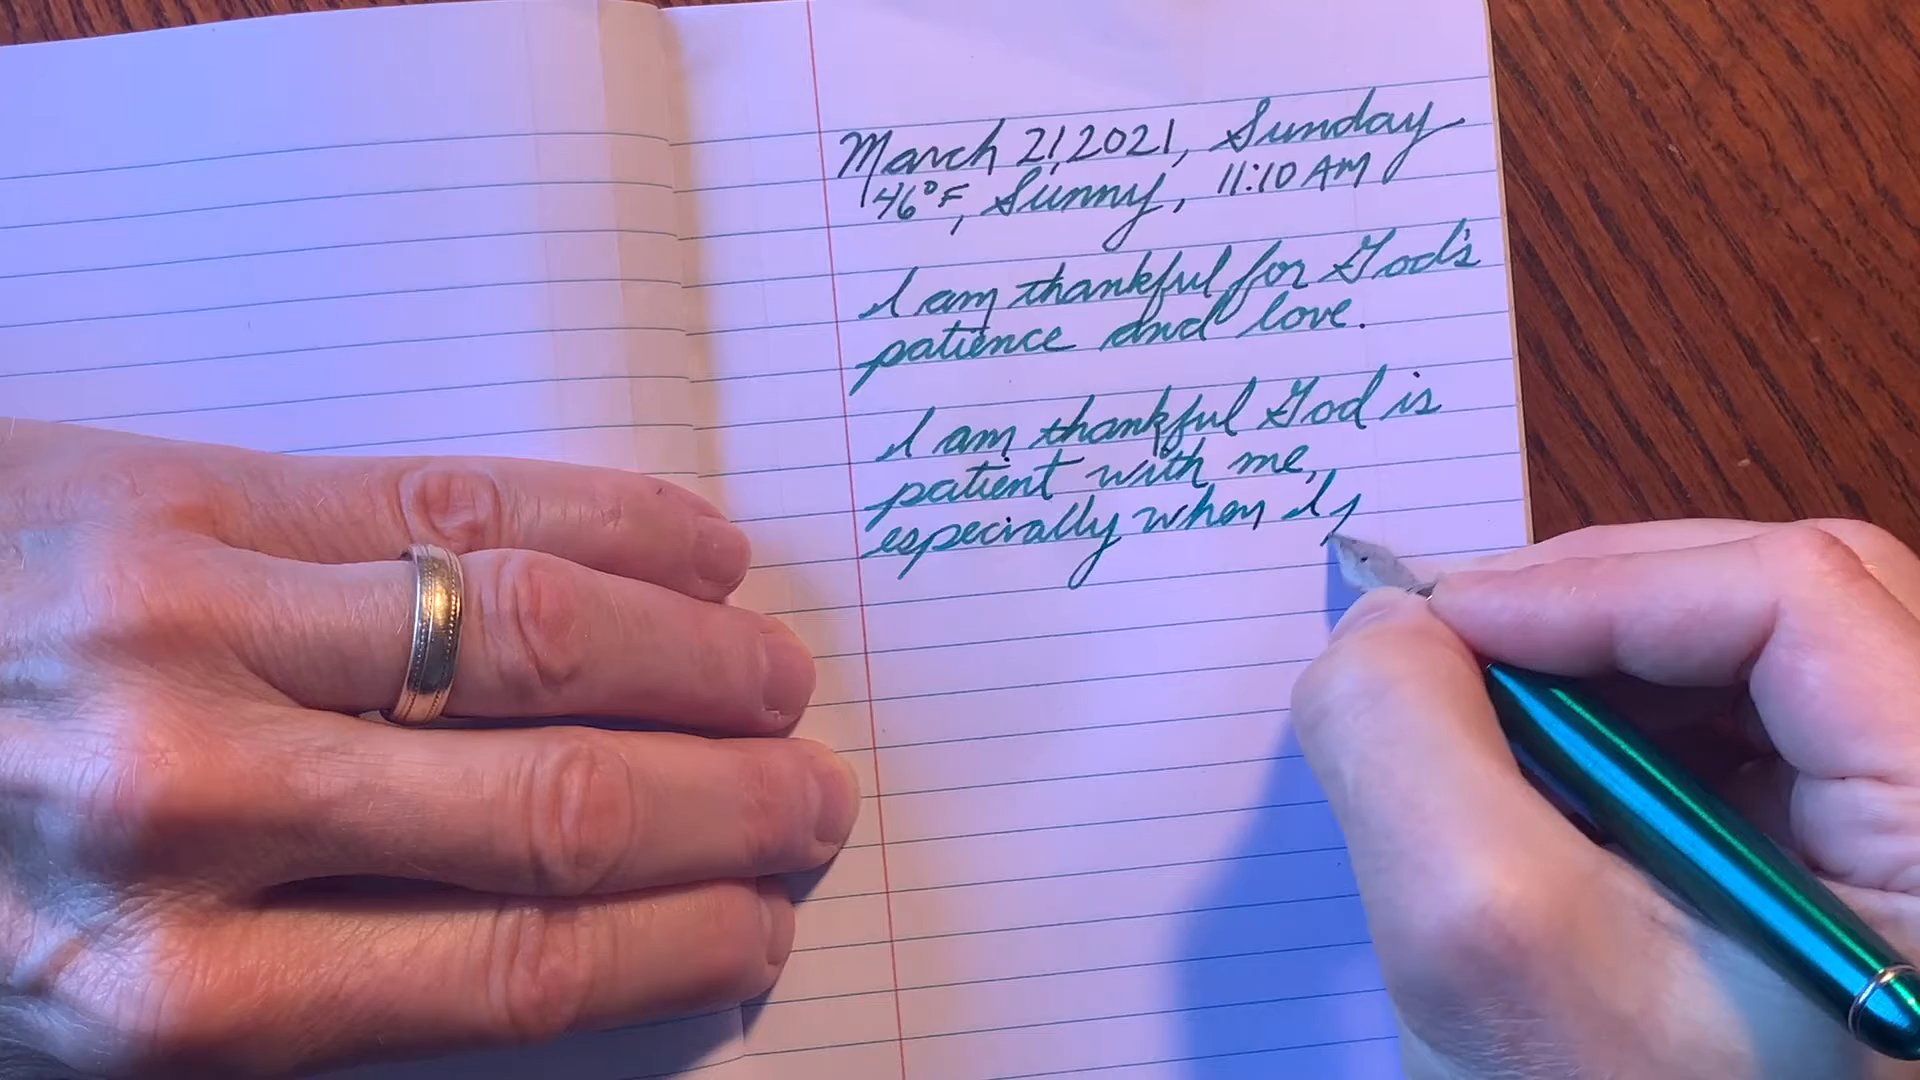 March 21, 2021, Sunday
46°F, Sunny, 11:10 AM
I am thankful for God's
patience and love.
I am thankful God is
patient with me,
especially when I